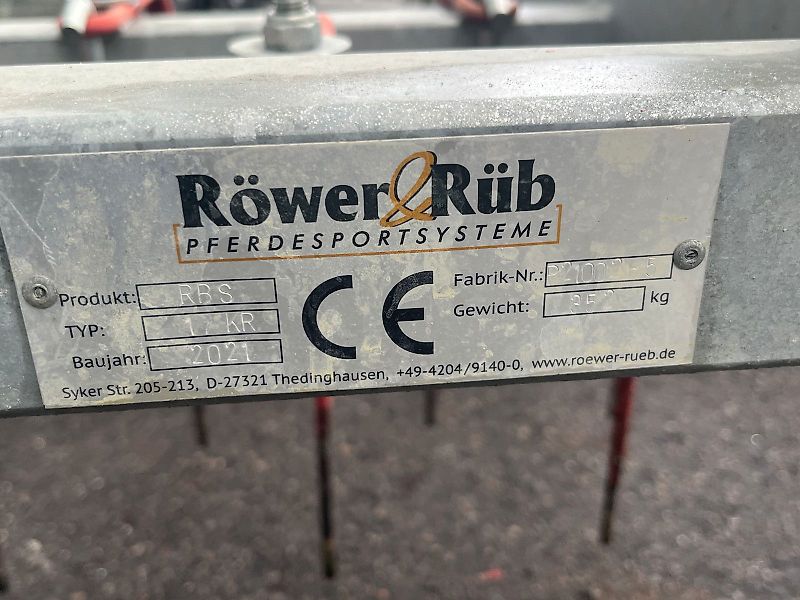 Röwer & Rüb
PFERDESPORTSYSTEME
Produkt: RBS
TYP: KR
Baujahr: 2021
Fabrik-Nr.:
Gewicht: kg
CE
Syker Str. 205-213, D-27321 Thedinghausen, +49-4204/9140-0, www.roewer-rueb.de